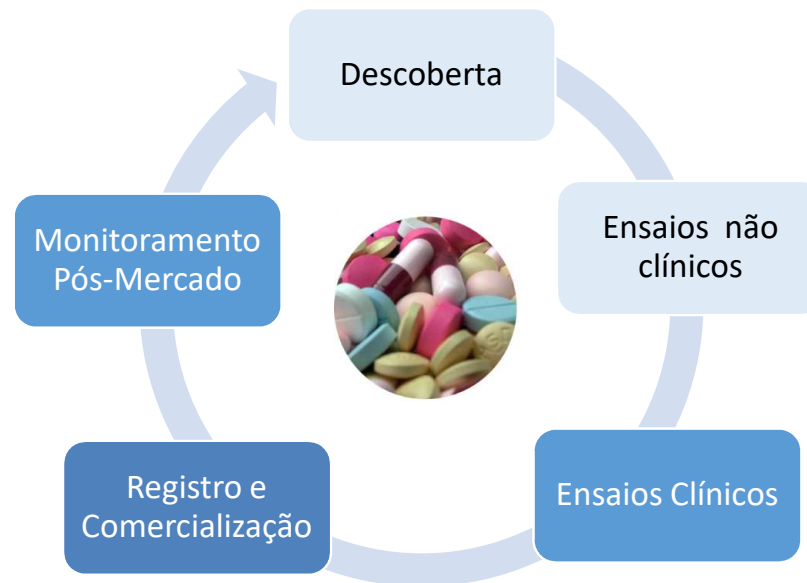 Descoberta
Ensaios não
clínicos
Ensaios Clínicos
Registro e
Comercialização
Monitoramento
Pós-Mercado